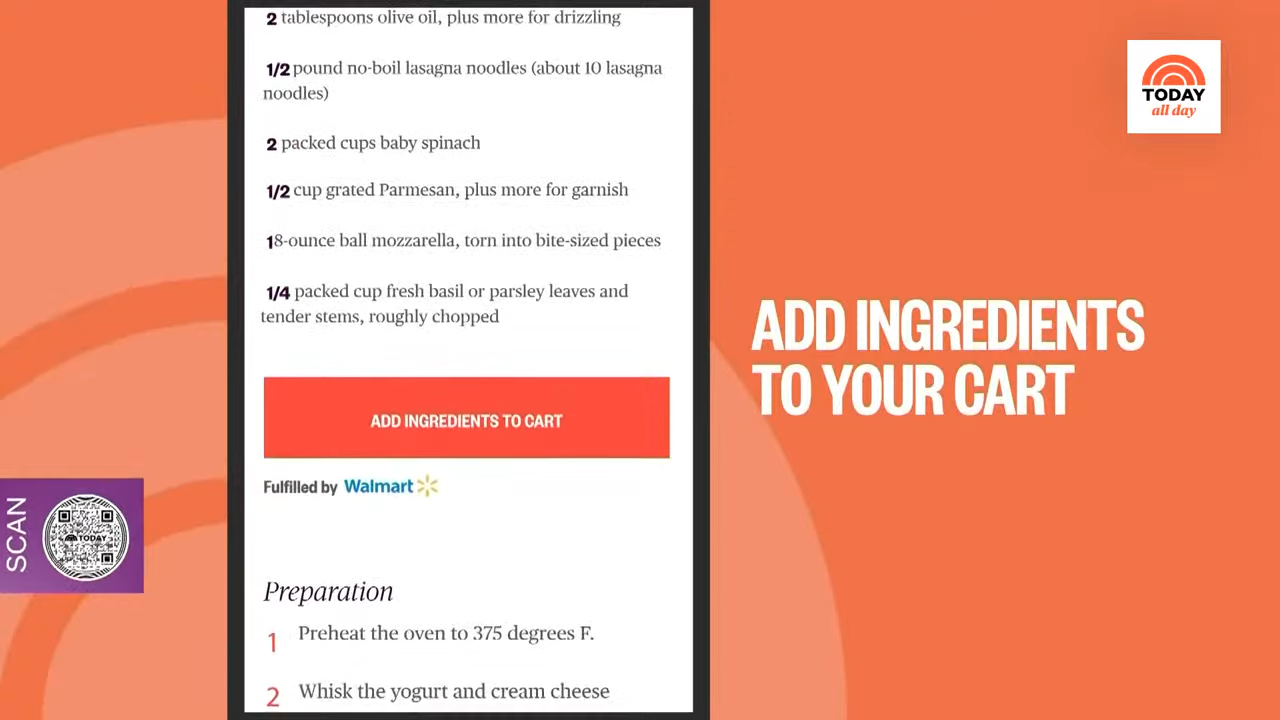 2 tablespoons olive oil, plus more for drizzling
1/2 pound no-boil lasagna noodles (about 10 lasagna
noodles)
2 packed cups baby spinach
1/2 cup grated Parmesan, plus more for garnish
1 8-ounce ball mozzarella, torn into bite-sized pieces
1/4 packed cup fresh basil or parsley leaves and
tender stems, roughly chopped
ADD INGREDIENTS TO CART
Fulfilled by Walmart
Preparation
1 Preheat the oven to 375 degrees F.
2 Whisk the yogurt and cream cheese
SCAN
TODAY
ADD INGREDIENTS
TO YOUR CART
TODAY
all day